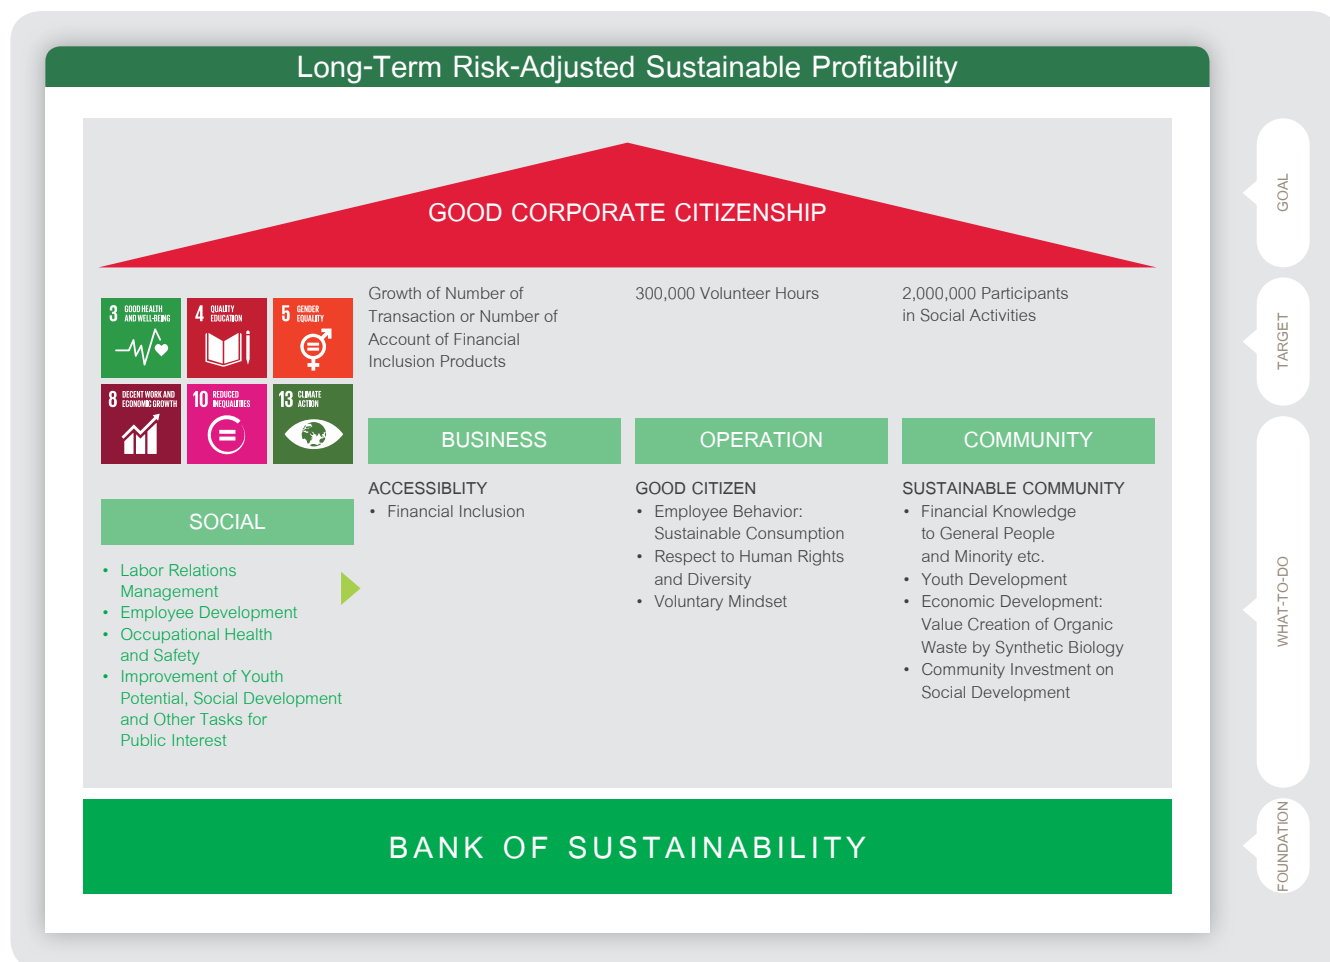 Long-Term Risk-Adjusted Sustainable Profitability
GOOD CORPORATE CITIZENSHIP
3 GOOD HEALTH
AND WELL-BEING
4 QUALITY
EDUCATION
5 GENDER
EQUALITY
8 DECENT WORK AND
ECONOMIC GROWTH
10 REDUCED
INEQUALITIES
13 CLIMATE
ACTION
SOCIAL
• Labor Relations
Management
• Employee Development
• Occupational Health
and Safety
• Improvement of Youth
Potential, Social Development
and Other Tasks for
Public Interest
Growth of Number of
Transaction or Number of
Account of Financial
Inclusion Products
BUSINESS
ACCESSIBLITY
• Financial Inclusion
300,000 Volunteer Hours
OPERATION
GOOD CITIZEN
• Employee Behavior:
Sustainable Consumption
• Respect to Human Rights
and Diversity
• Voluntary Mindset
2,000,000 Participants
in Social Activities
COMMUNITY
SUSTAINABLE COMMUNITY
• Financial Knowledge
to General People
and Minority etc.
• Youth Development
• Economic Development:
Value Creation of Organic
Waste by Synthetic Biology
• Community Investment on
Social Development
BANK OF SUSTAINABILITY
GOAL
TARGET
WHAT-TO-DO
FOUNDATION